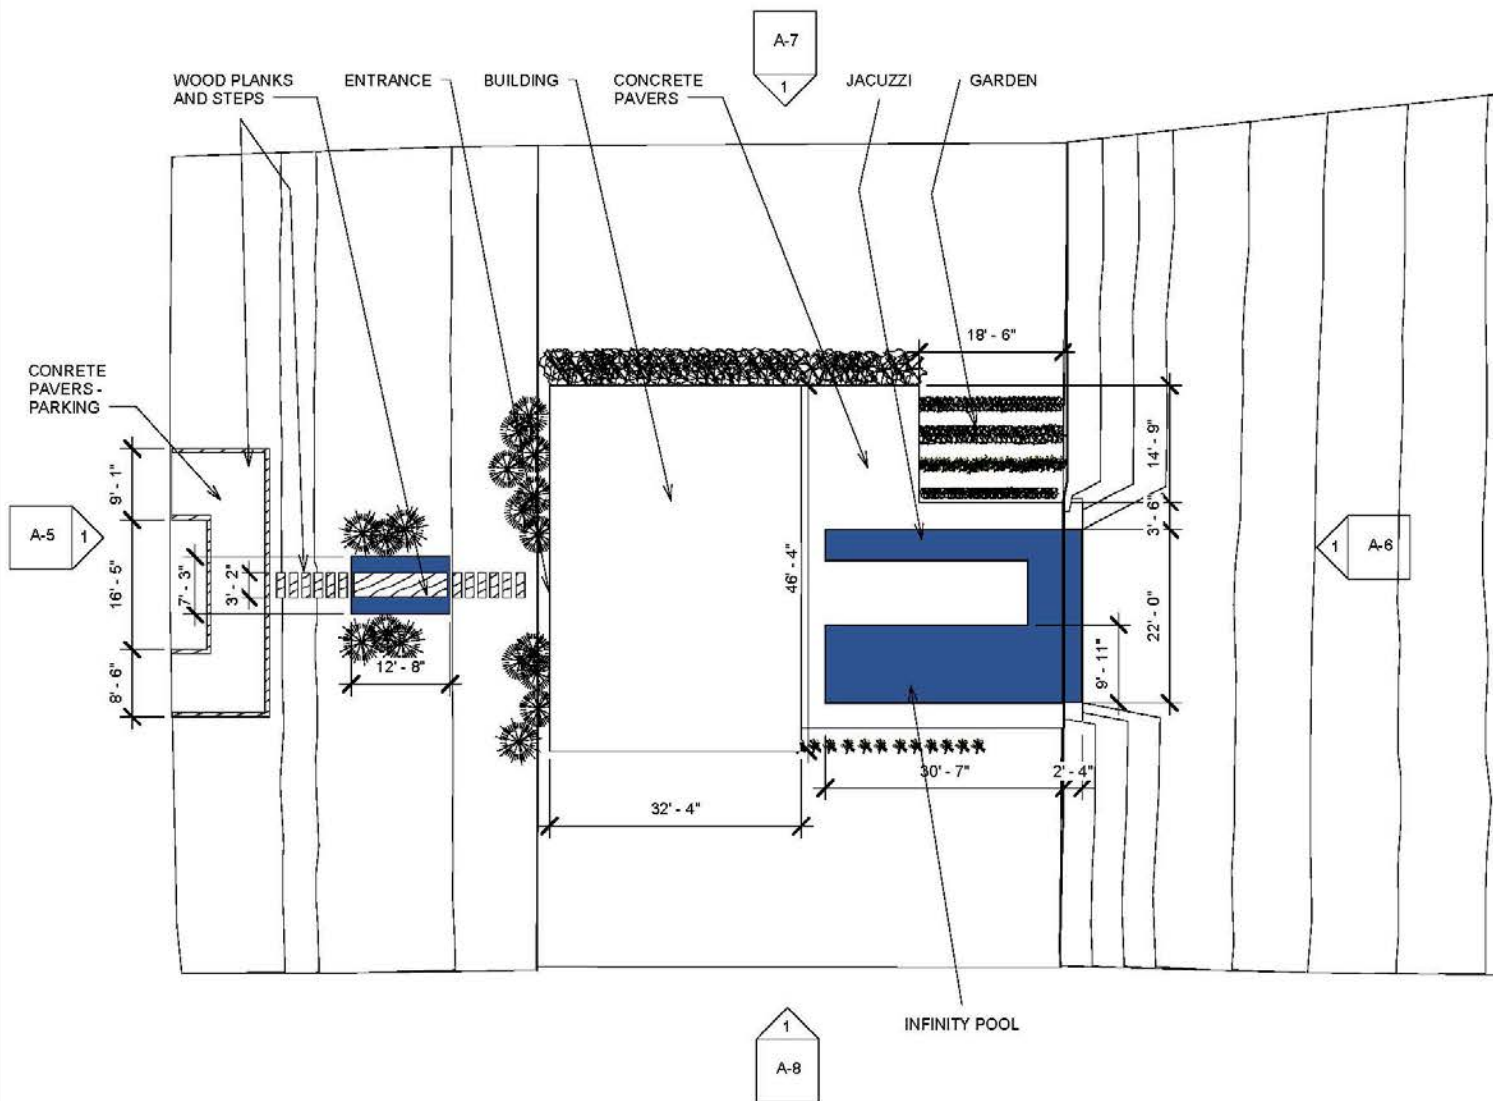 A-7
1
WOOD PLANKS
AND STEPS
ENTRANCE
BUILDING
CONCRETE
PAVERS
JACUZZI
GARDEN
18' - 6"
CONRETE
PAVERS -
PARKING
14' - 9"
9' - 1"
3' - 6"
A-5
1
1
A-6
16' - 5"
7' - 3"
3' - 2"
46' - 4"
22' - 0"
9' - 11"
8' - 6"
12' - 8"
30' - 7"
2' - 4"
32' - 4"
INFINITY POOL
1
A-8